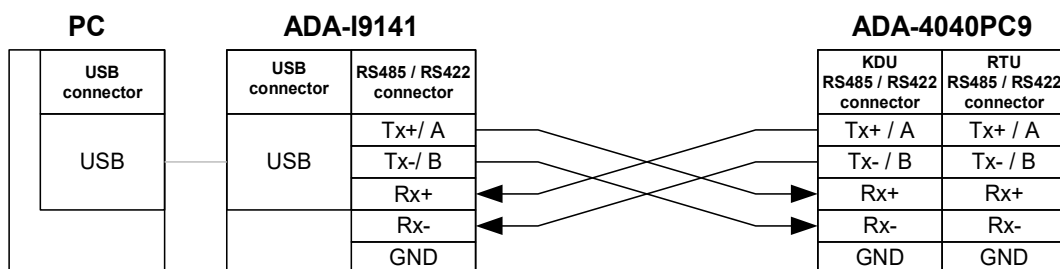 PC
ADA-I9141
ADA-4040PC9
USB
connector
USB
connector
RS485 / RS422
connector
KDU
RS485 / RS422
connector
RTU
RS485 / RS422
connector
USB
USB
Tx+/ A
Tx-/ B
Rx+
Rx-
GND
Tx+ / A
Tx- / B
Rx+
Rx-
GND
Tx+ / A
Tx- / B
Rx+
Rx-
GND